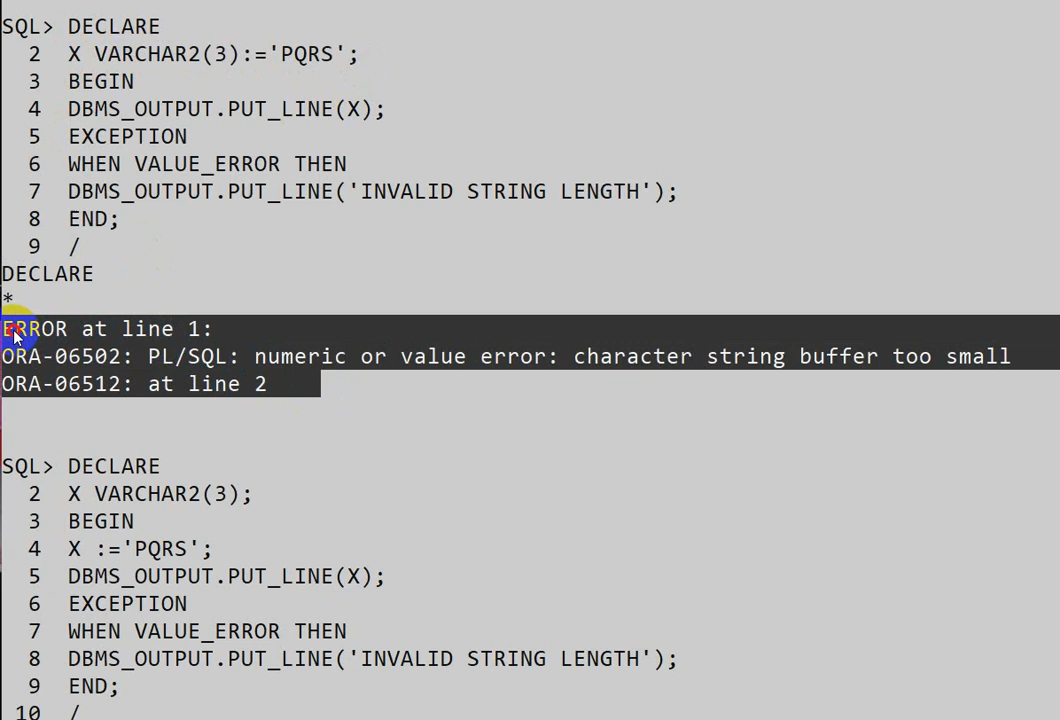 SQL> DECLARE
2 X VARCHAR2(3):='PQRS';
3 BEGIN
4 DBMS_OUTPUT.PUT_LINE(X);
5 EXCEPTION
6 WHEN VALUE_ERROR THEN
7 DBMS_OUTPUT.PUT_LINE('INVALID STRING LENGTH');
8 END;
9 /
DECLARE
*
ERROR at line 1:
ORA-06502: PL/SQL: numeric or value error: character string buffer too small
ORA-06512: at line 2
SQL> DECLARE
2 X VARCHAR2(3);
3 BEGIN
4 X :='PQRS';
5 DBMS_OUTPUT.PUT_LINE(X);
6 EXCEPTION
7 WHEN VALUE_ERROR THEN
8 DBMS_OUTPUT.PUT_LINE('INVALID STRING LENGTH');
9 END;
10 /